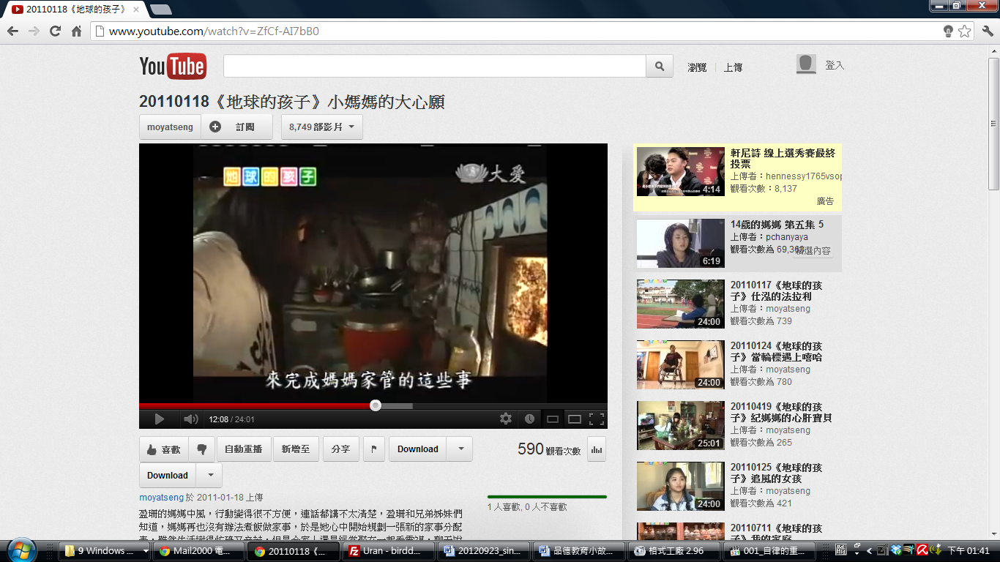 20110118《地球的孩子》
www.youtube.com/watch?v=ZfCf-AI7bB0
YouTube
瀏覽
上傳
登入
20110118《地球的孩子》小媽媽的大心願
moyatseng
訂閱
8,749 部影片
地球的孩子
大愛
來完成媽媽家管的這些事
12:08 / 24:01
喜歡
自動重播
新增至
分享
Download
590 觀看次數
Download
moyatseng 於 2011-01-18 上傳
1 人喜歡, 0 人不喜歡
盈珊的媽媽中風，行動變得很不方便，連話都講不太清楚，盈珊和兄弟姊妹們
知道，媽媽再也沒有辦法煮飯做家事，於是她心中開始規劃一張新的家事分配
軒尼詩 線上選秀賽最終
投票
上傳者：hennessy1765vsop
觀看次數：8,137
廣告
4:14
14歲的媽媽 第五集 5
上傳者：pchanyaya
觀看次數為 69,363
精選內容
6:19
20110117《地球的孩
子》仕泓的法拉利
上傳者：moyatseng
觀看次數為 739
24:00
20110124《地球的孩
子》當輪標遇上嘻哈
上傳者：moyatseng
觀看次數為 780
24:00
20110419《地球的孩
子》紀媽媽的心肝寶貝
上傳者：moyatseng
觀看次數為 265
25:01
20110125《地球的孩
子》追風的女孩
上傳者：moyatseng
觀看次數為 421
24:00
20110711《地球的孩
子》我的家庭
9 Windows ...
Mail2000 電...
20110118《...
Uran - birdd...
20120923_sin...
品德教育小故...
格式工廠 2.96
001_自律的重...
下午 01:41